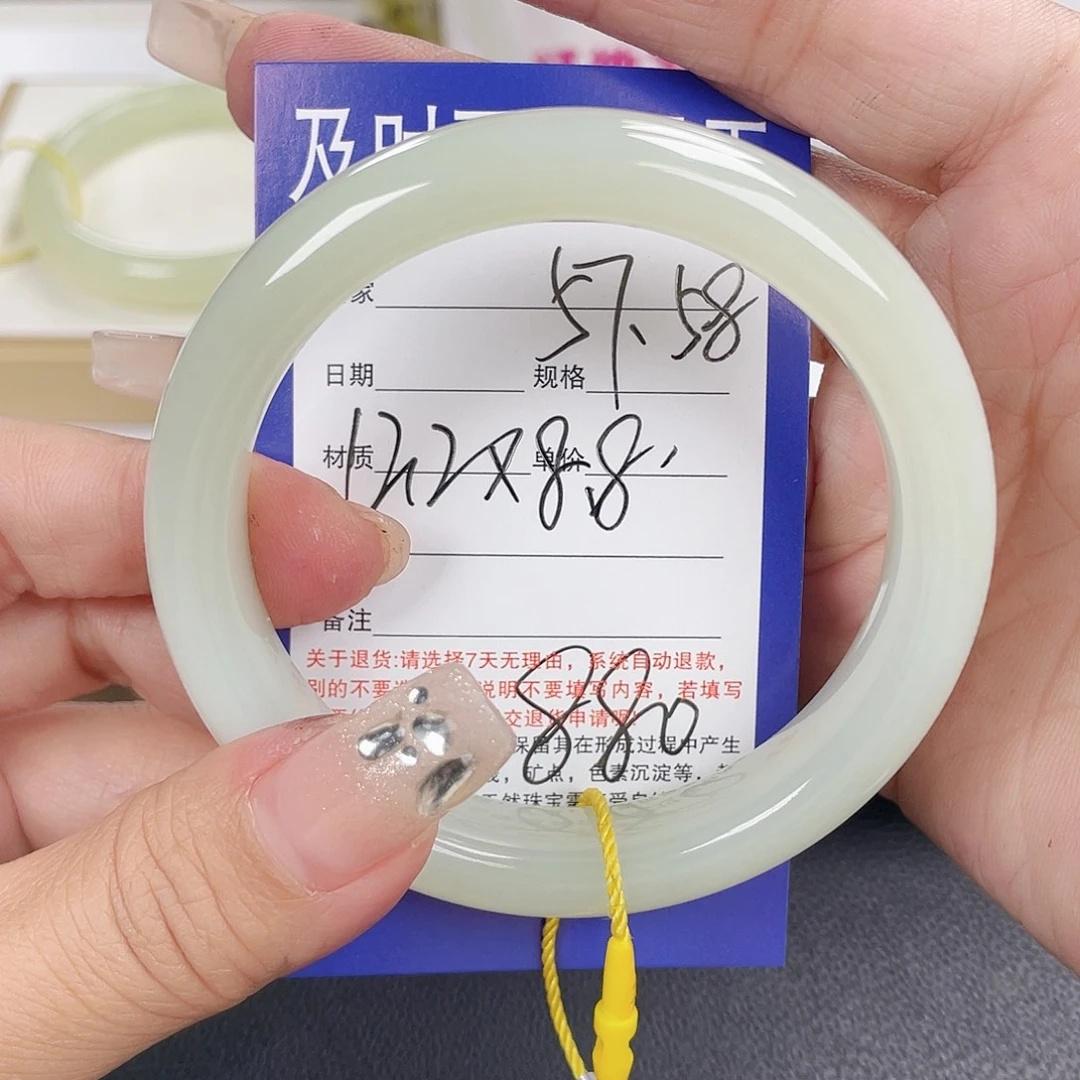 及时
家 57.58
日期 规格
材质 12.2X8.8
单价
备注
关于退货:请选择7天无理由，系统自动退款，
别的不要 说明不要填写内容，若填写
交退货申请呢!
880
保留其在形成过程中产生
，矿点，色素沉淀等．
天然珠宝需